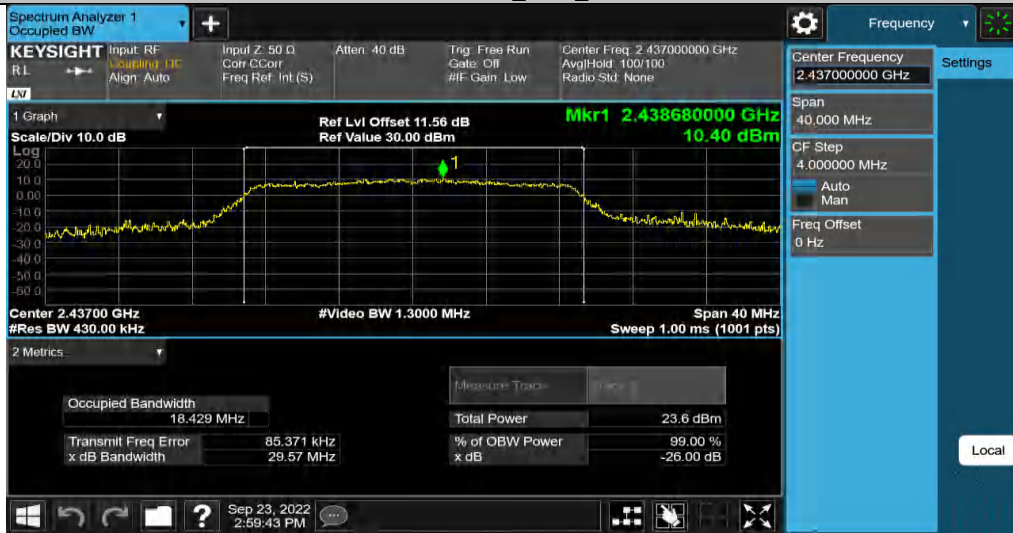 Spectrum Analyzer 1
Occupied BW
Frequency
KEYSIGHT
RL
LXI
Input: RF
Coupling: DC
Align: Auto
Input Z: 50 Ω
Corr CCorr
Freq Ref: Int (S)
Atten: 40 dB
Trig: Free Run
Gate: Off
#IF Gain: Low
Center Freq: 2.437000000 GHz
Avg|Hold: 100/100
Radio Std: None
Center Frequency
2.437000000 GHz
Settings
Span
40.000 MHz
CF Step
4.000000 MHz
Auto
Man
Freq Offset
0 Hz
Local
1 Graph
Scale/Div 10.0 dB
Ref Lvl Offset 11.56 dB
Ref Value 30.00 dBm
Mkr1 2.438680000 GHz
10.40 dBm
Log
20.0
10.0
0.00
-10.0
-20.0
-30.0
-40.0
-50.0
-60.0
1
Center 2.43700 GHz
#Res BW 430.00 kHz
#Video BW 1.3000 MHz
Span 40 MHz
Sweep 1.00 ms (1001 pts)
2 Metrics
Measure Trace
Trace 1
Occupied Bandwidth
18.429 MHz
Total Power 23.6 dBm
Transmit Freq Error 85.371 kHz
% of OBW Power 99.00 %
x dB Bandwidth 29.57 MHz
x dB -26.00 dB
?
Sep 23, 2022
2:59:43 PM